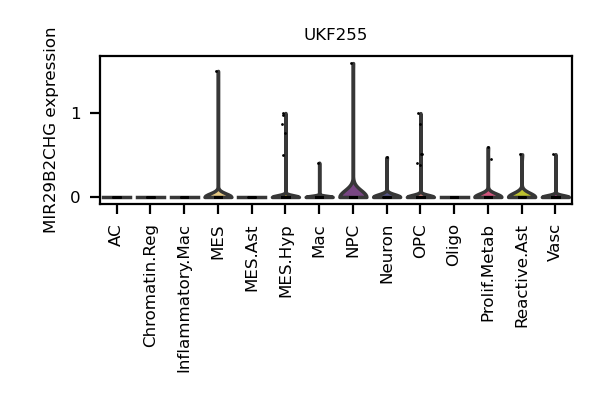 UKF255
MIR29B2CHG expression
1
0
AC
Chromatin.Reg
Inflammatory.Mac
MES
MES.Ast
MES.Hyp
Mac
NPC
Neuron
OPC
Oligo
Prolif.Metab
Reactive.Ast
Vasc